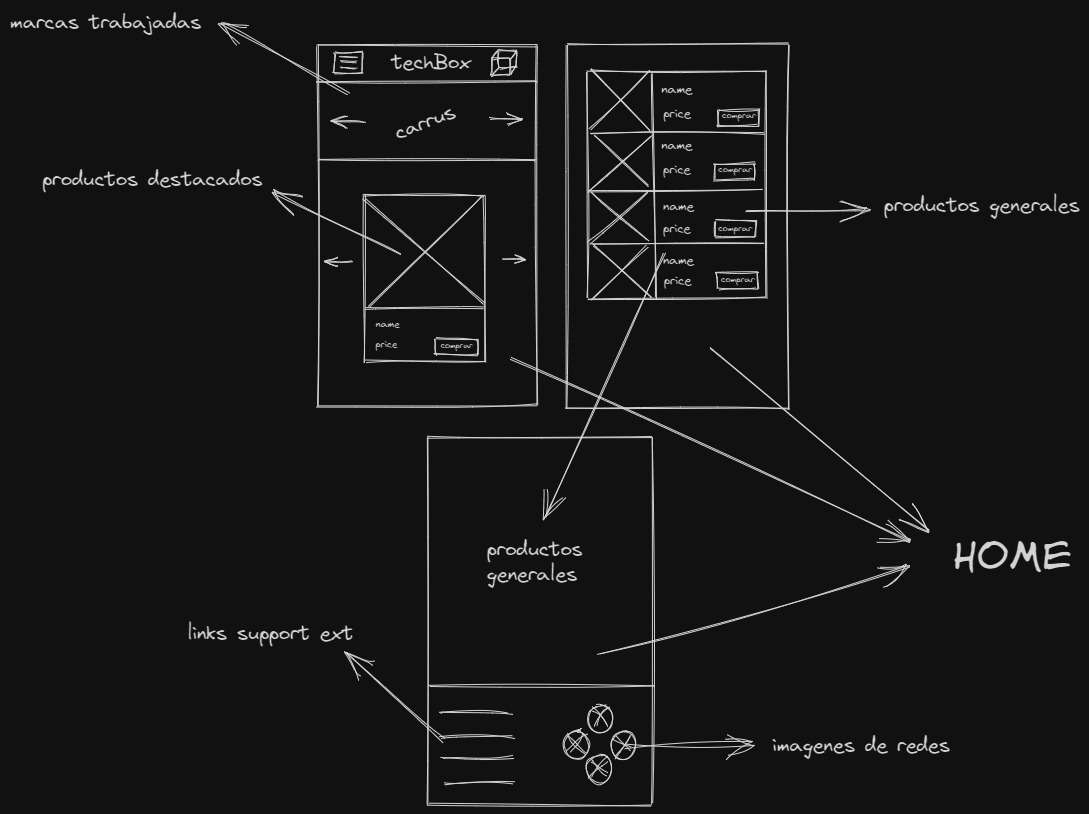 marcas trabajadas
techBox
carrus
productos destacados
name
price
comprar
name
price
comprar
name
price
comprar
name
price
comprar
name
price
comprar
productos generales
productos
generales
HOME
links support ext
imagenes de redes